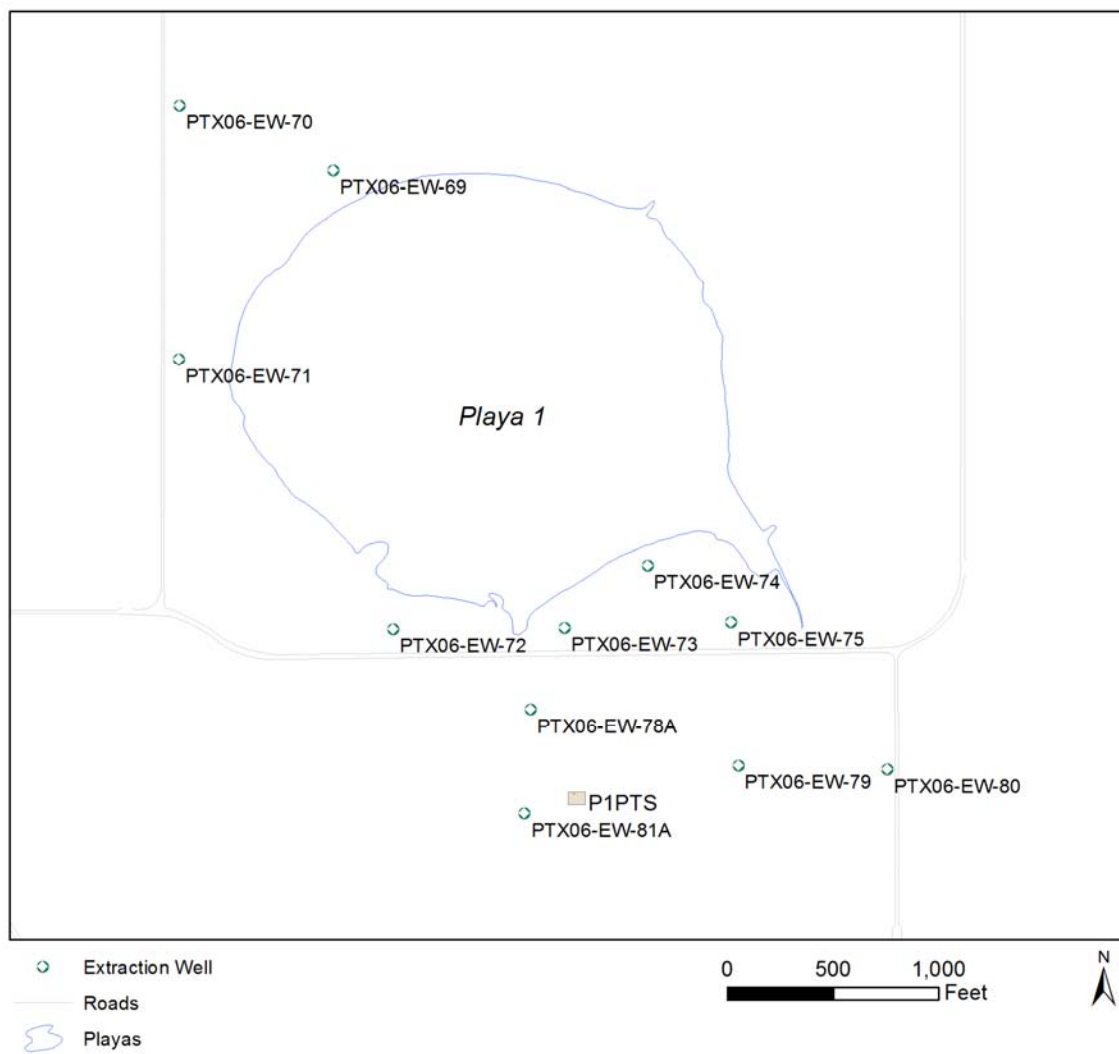 PTX06-EW-70
PTX06-EW-69
PTX06-EW-71
Playa 1
PTX06-EW-74
PTX06-EW-72
PTX06-EW-73
PTX06-EW-75
PTX06-EW-78A
PTX06-EW-79
PTX06-EW-80
P1PTS
PTX06-EW-81A
Extraction Well
Roads
Playas
0 500 1,000
Feet
N